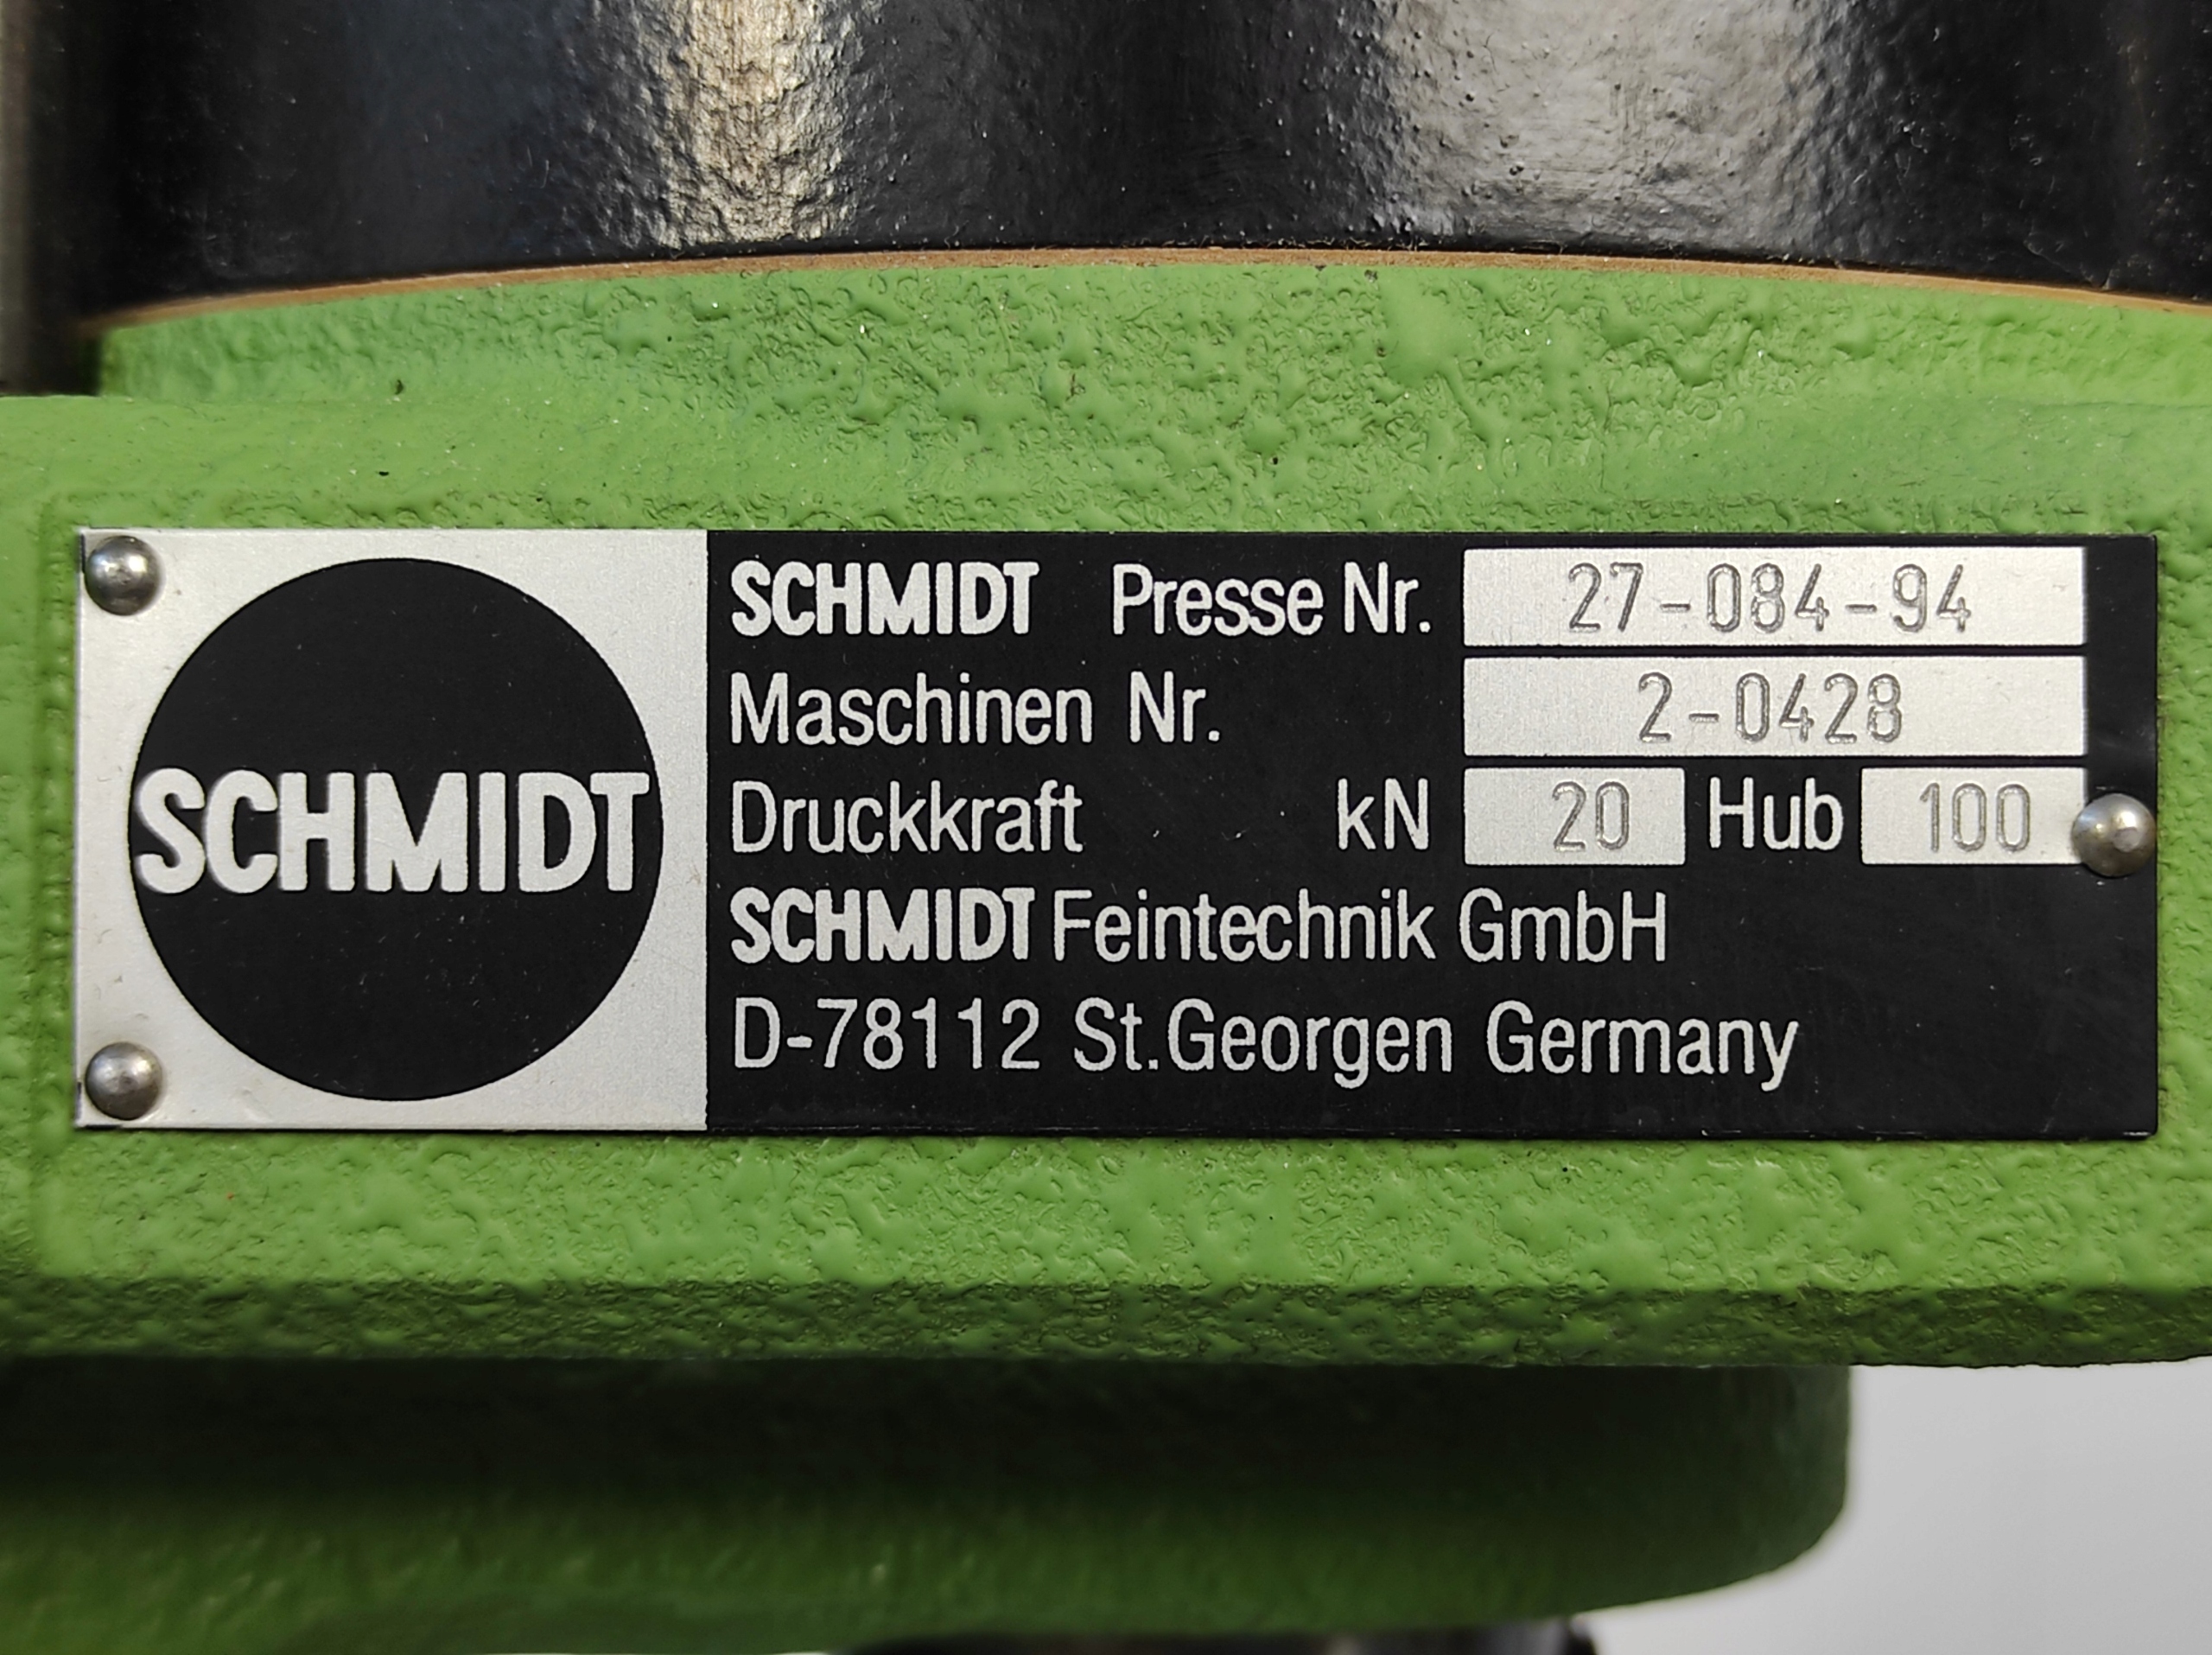 SCHMIDT
SCHMIDT Presse Nr. 27-084-94
Maschinen Nr. 2-0428
Druckkraft kN 20 Hub 100
SCHMIDT Feintechnik GmbH
D-78112 St.Georgen Germany